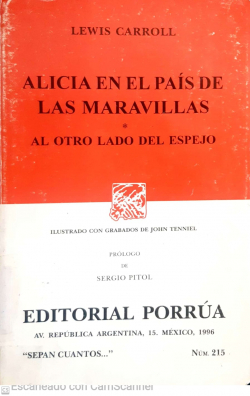 LEWIS CARROLL
ALICIA EN EL PAÍS DE
LAS MARAVILLAS
•
AL OTRO LADO DEL ESPEJO
ILUSTRADO CON GRABADOS DE JOHN TENNIEL
PRÓLOGO
DE
SERGIO PITOL
EDITORIAL PORRÚA
AV. REPÚBLICA ARGENTINA, 15. MÉXICO, 1996
"SEPAN CUANTOS..." NÚM. 215
Escaneado con CamScanner